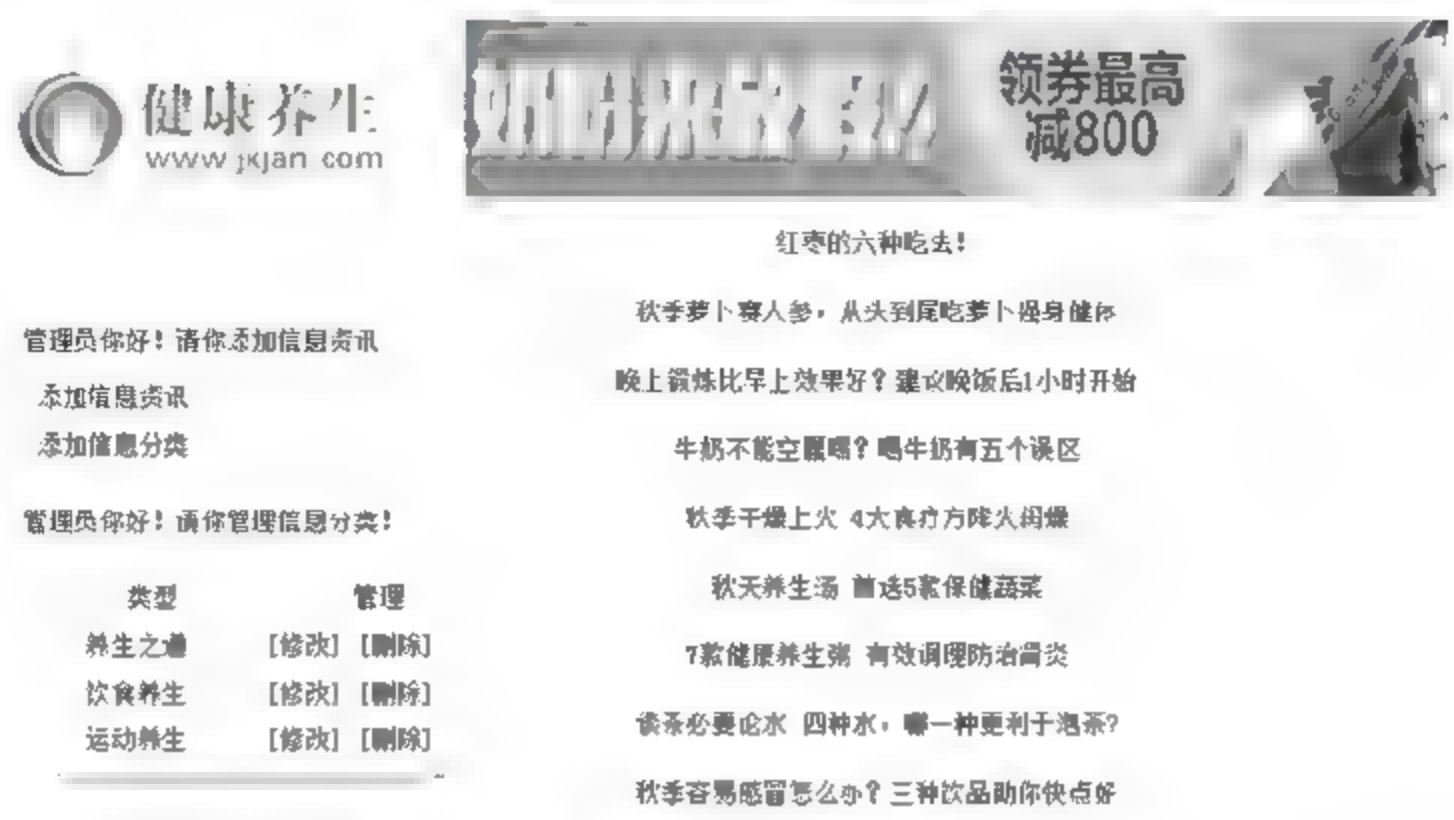 健康养生
www jxjan com
领券最高
减800
红枣的六种吃去！
秋季萝卜赛人参，从头到尾吃萝卜强身健体
管理员你好！请你添加信息资讯
晚上锻炼比早上效果好？建议晚饭后1小时开始
添加信息资讯
添加信息分类
牛奶不能空腹喝？喝牛奶有五个误区
管理员你好！请你管理信息分类！
秋季干燥上火 4大食疗方降火润燥
类型 管理
秋天养生汤 首选5款保健蔬菜
养生之道 [修改] [删除]
7款健康养生粥 有效调理防治胃炎
饮食养生 [修改] [删除]
运动养生 [修改] [删除]
谈茶必要论水 四种水，哪一种更利于泡茶？
秋季容易感冒怎么办？三种饮品助你快点好